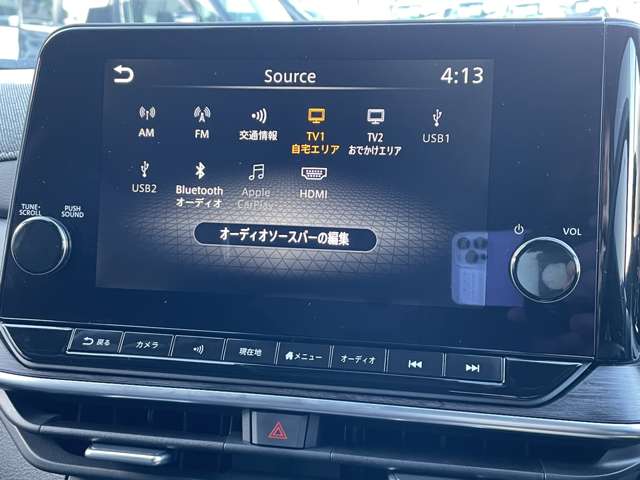 Source
4:13
AM
FM
交通情報
TV1
自宅エリア
TV2
おでかけエリア
USB1
USB2
Bluetooth
オーディオ
Apple
CarPlay
HDMI
オーディオソースバーの編集
TUNE•
SCROLL
PUSH
SOUND
VOL
戻る
カメラ
現在地
メニュー
オーディオ